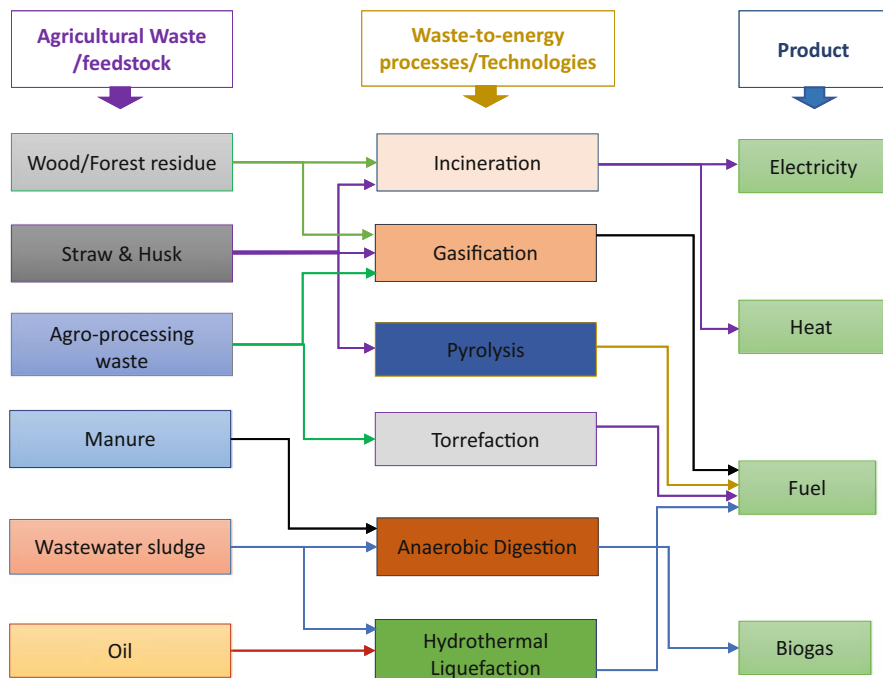 Agricultural Waste
/feedstock
Waste-to-energy
processes/Technologies
Product
Wood/Forest residue
Incineration
Electricity
Straw & Husk
Gasification
Agro-processing
waste
Pyrolysis
Heat
Manure
Torrefaction
Fuel
Wastewater sludge
Anaerobic Digestion
Oil
Hydrothermal
Liquefaction
Biogas